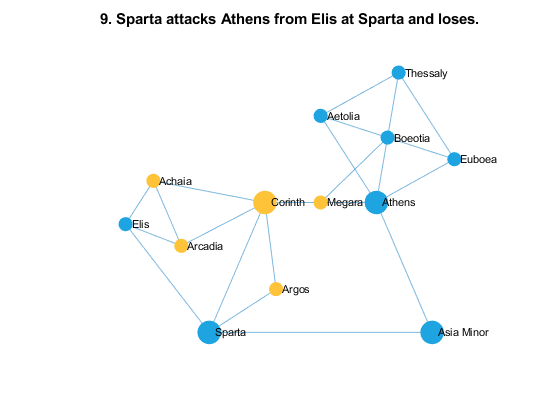 9. Sparta attacks Athens from Elis at Sparta and loses.
Thessaly
Aetolia
Boeotia
Euboea
Achaia
Corinth
Megara
Athens
Elis
Arcadia
Argos
Sparta
Asia Minor